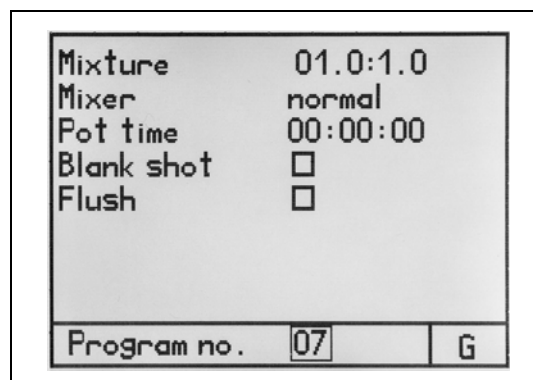 Mixture 01.0:1.0
Mixer normal
Pot time 00:00:00
Blank shot
Flush
Program no. 07 G